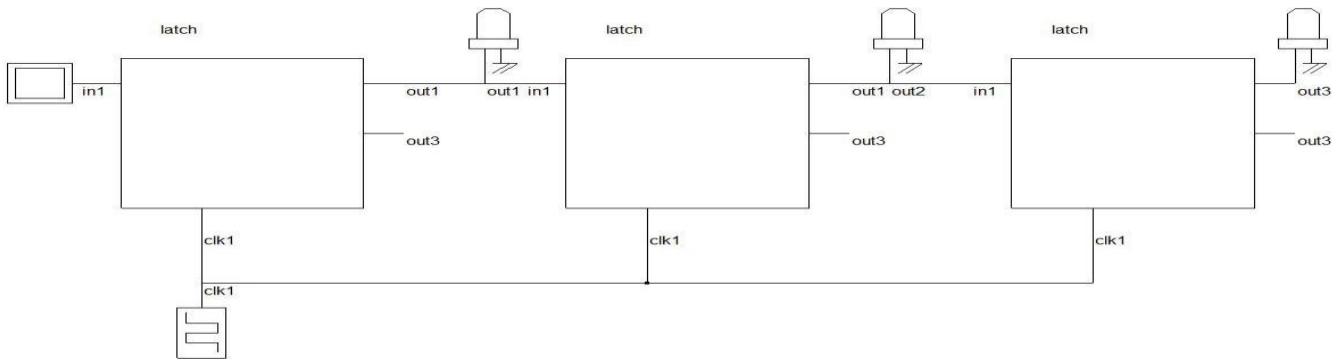 latch latch latch
in1 out1 out1 in1 out1 out2 in1 out3
out3 out3 out3
clk1 clk1 clk1
clk1